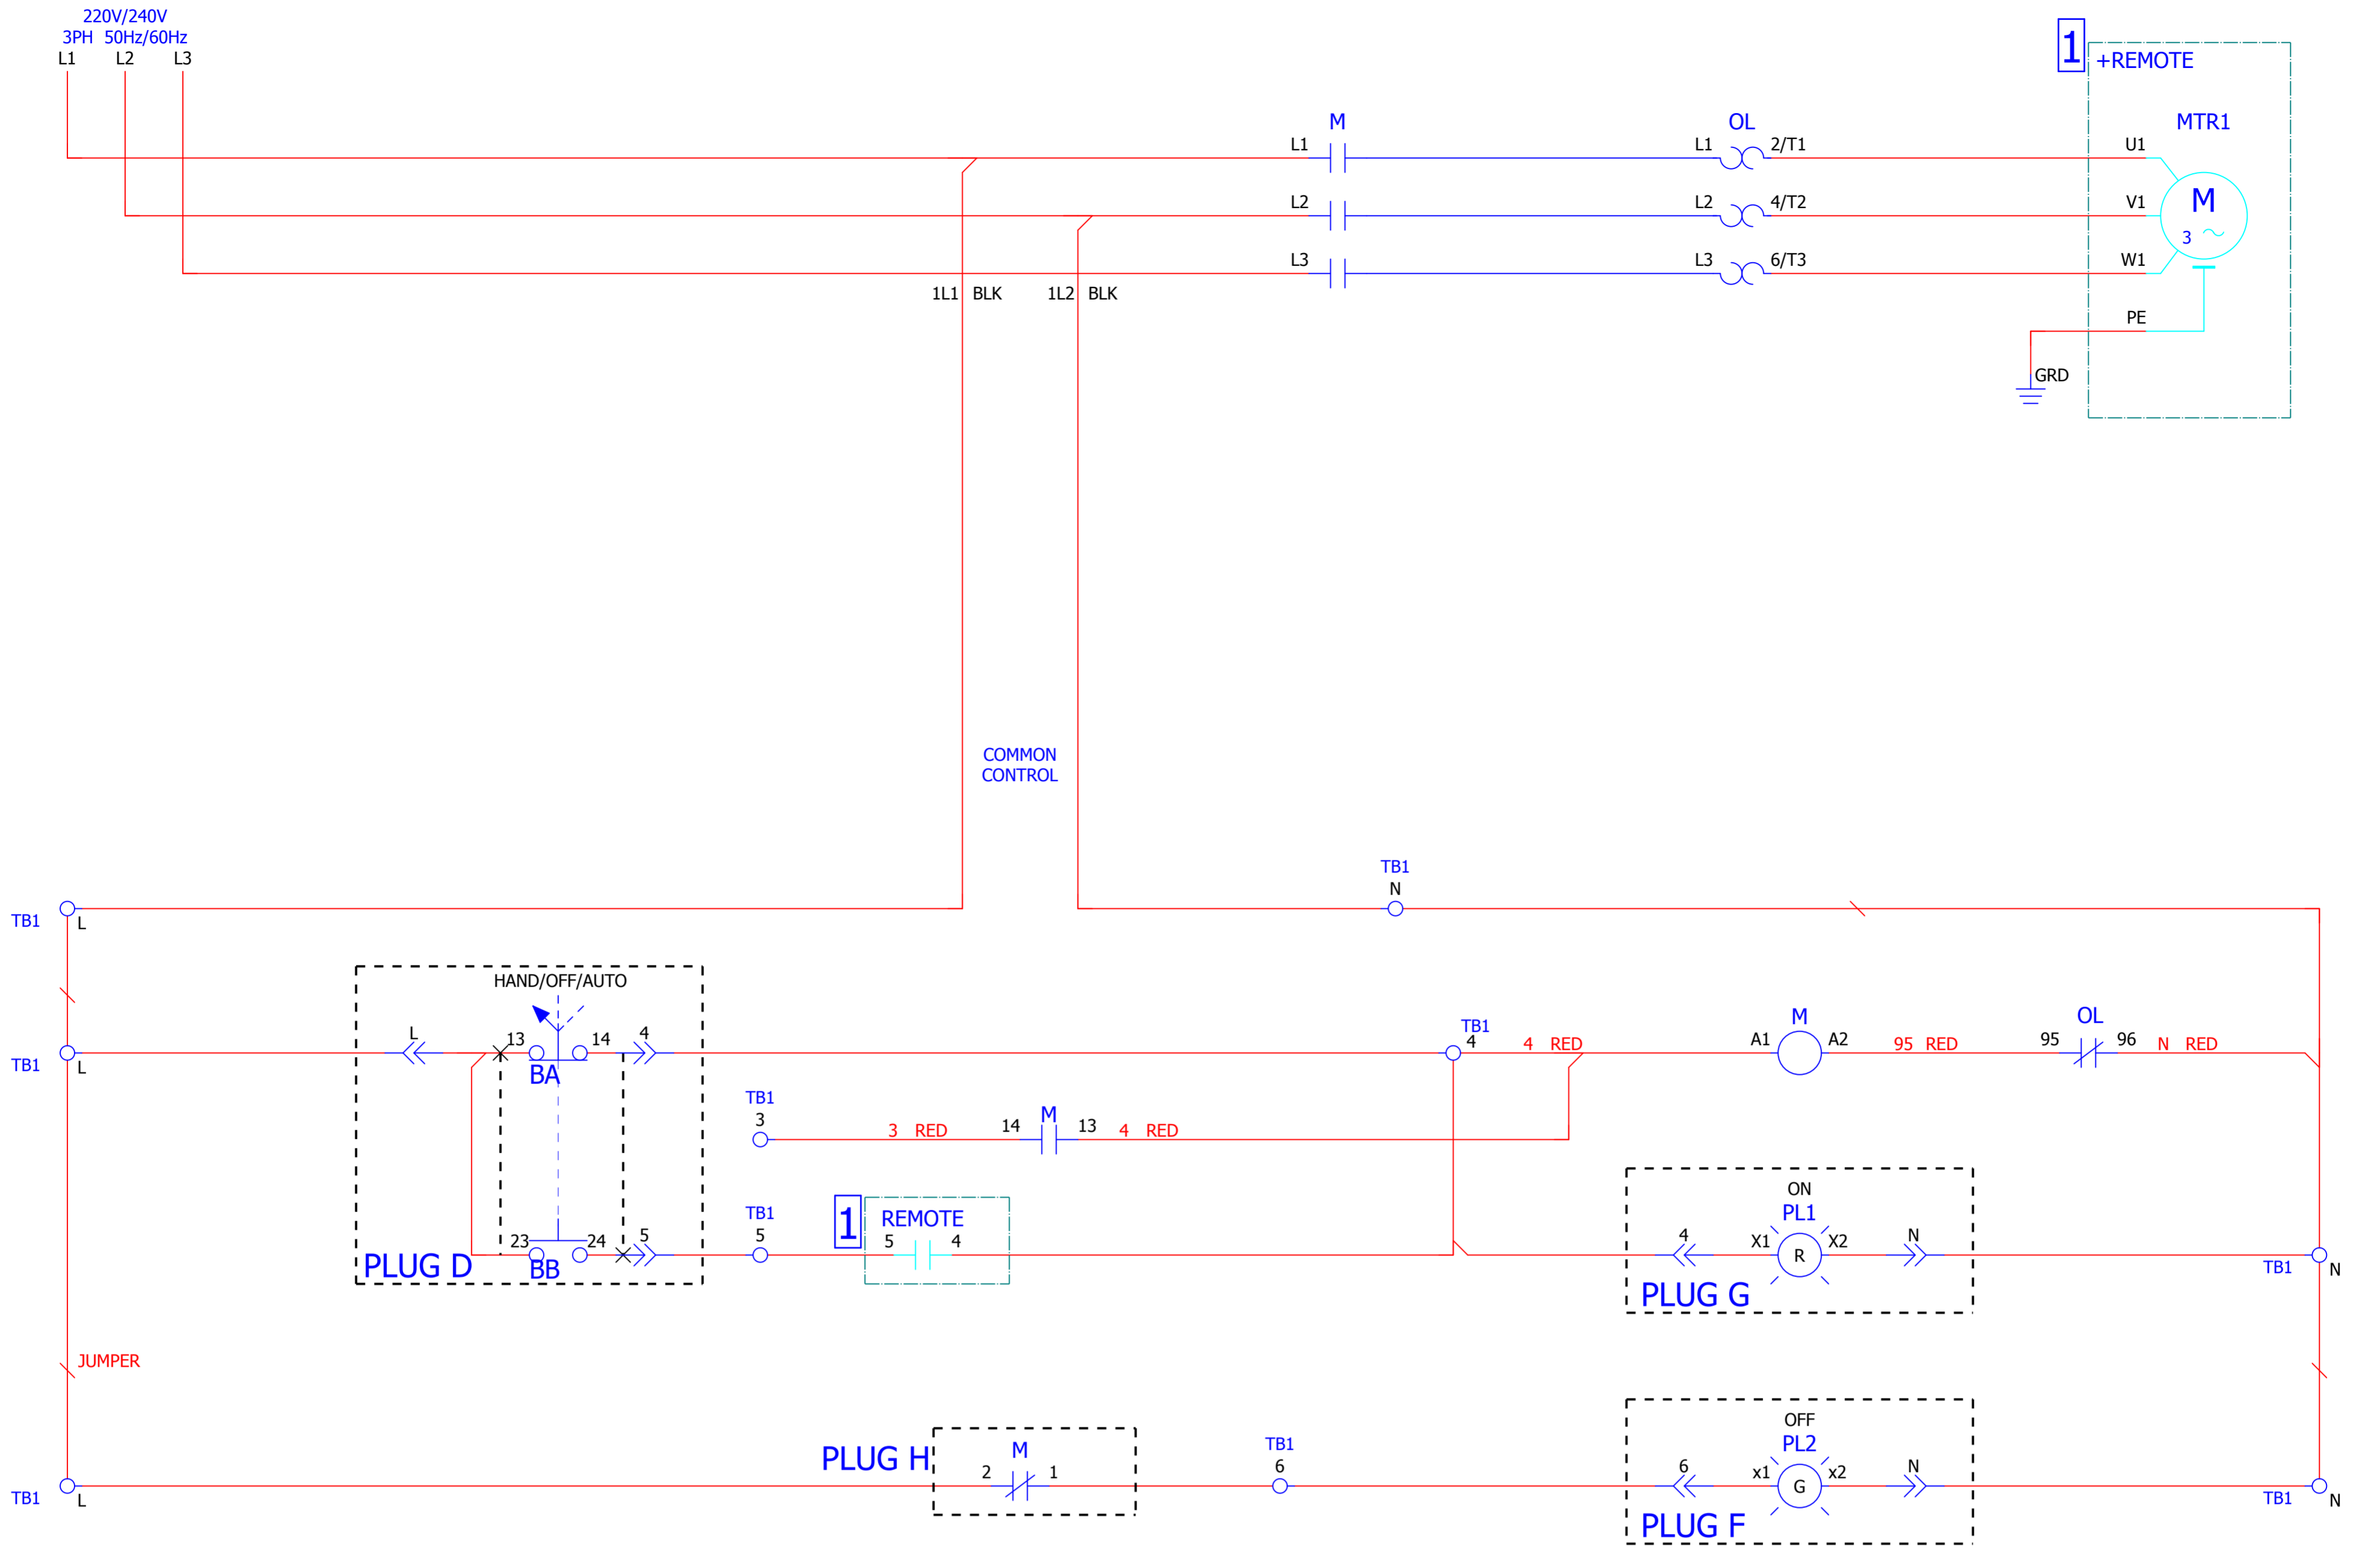 220V/240V
3PH 50Hz/60Hz
L1 L2 L3
1
+REMOTE
M OL MTR1
L1 L1 2/T1 U1
L2 L2 4/T2 V1
M
3
L3 L3 6/T3 W1
1L1 BLK 1L2 BLK
PE
GRD
COMMON
CONTROL
TB1
N
TB1 L
HAND/OFF/AUTO
L 13 14 4
BA
TB1 L
TB1
4 4 RED
M
A1 A2 95 RED
OL
95 96 N RED
TB1
3
3 RED 14 M 13 4 RED
23 24 5
BB
PLUG D
TB1
5
1
REMOTE
5 4
ON
PL1
4 X1 R X2 N
PLUG G
TB1 N
JUMPER
PLUG H
M
2 1
TB1
6
OFF
PL2
6 x1 G x2 N
PLUG F
TB1 L
TB1 N